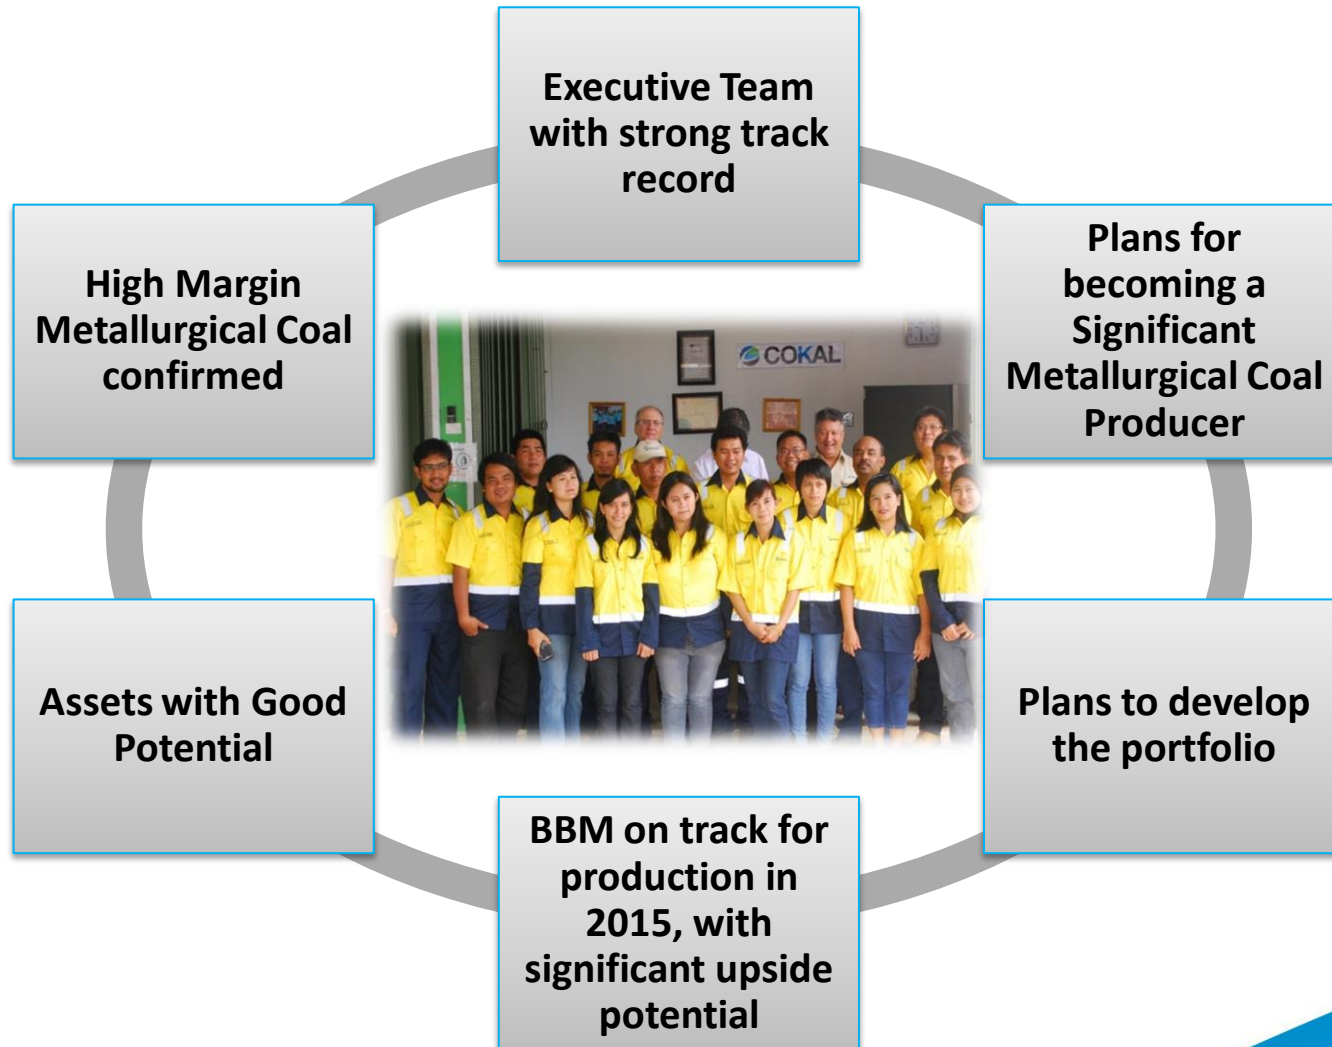 Executive Team
with strong track
record
Plans for
becoming a
Significant
Metallurgical Coal
Producer
High Margin
Metallurgical Coal
confirmed
COKAL
Assets with Good
Potential
Plans to develop
the portfolio
BBM on track for
production in
2015, with
significant upside
potential